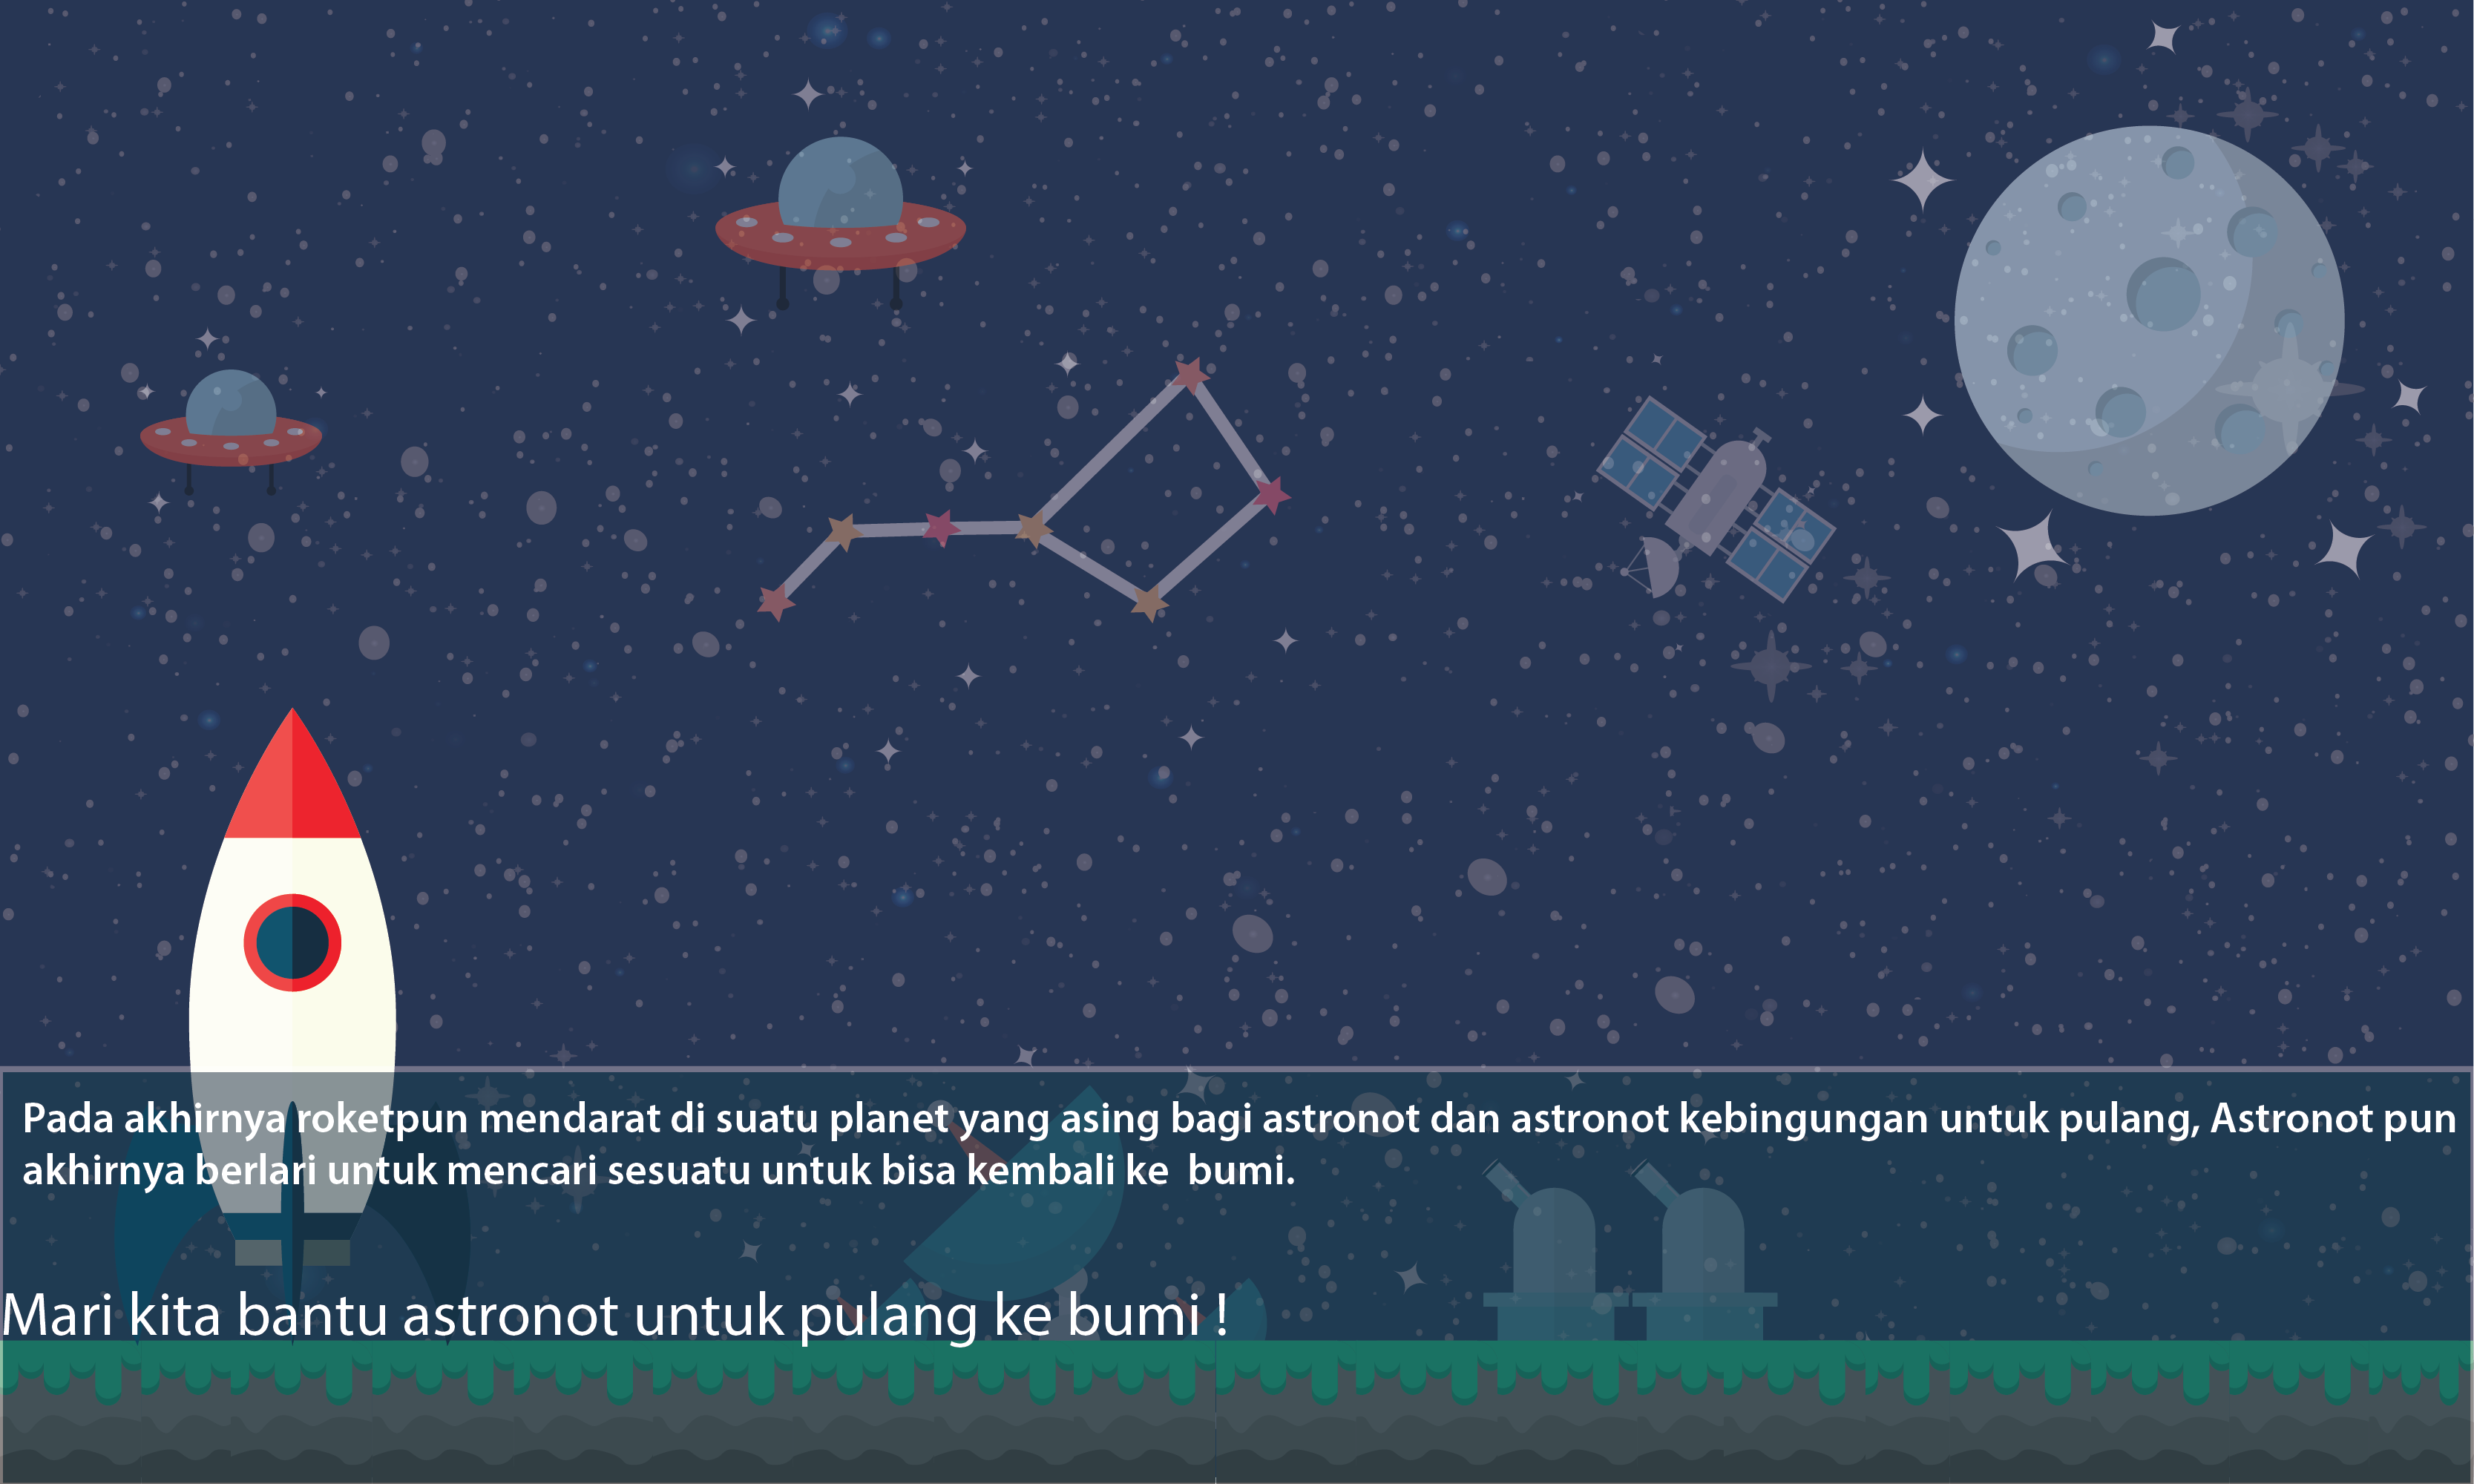 Pada akhirnya roketpun mendarat di suatu planet yang asing bagi astronot dan astronot kebingungan untuk pulang, Astronot pun
akhirnya berlari untuk mencari sesuatu untuk bisa kembali ke  bumi.
Mari kita bantu astronot untuk pulang ke bumi !